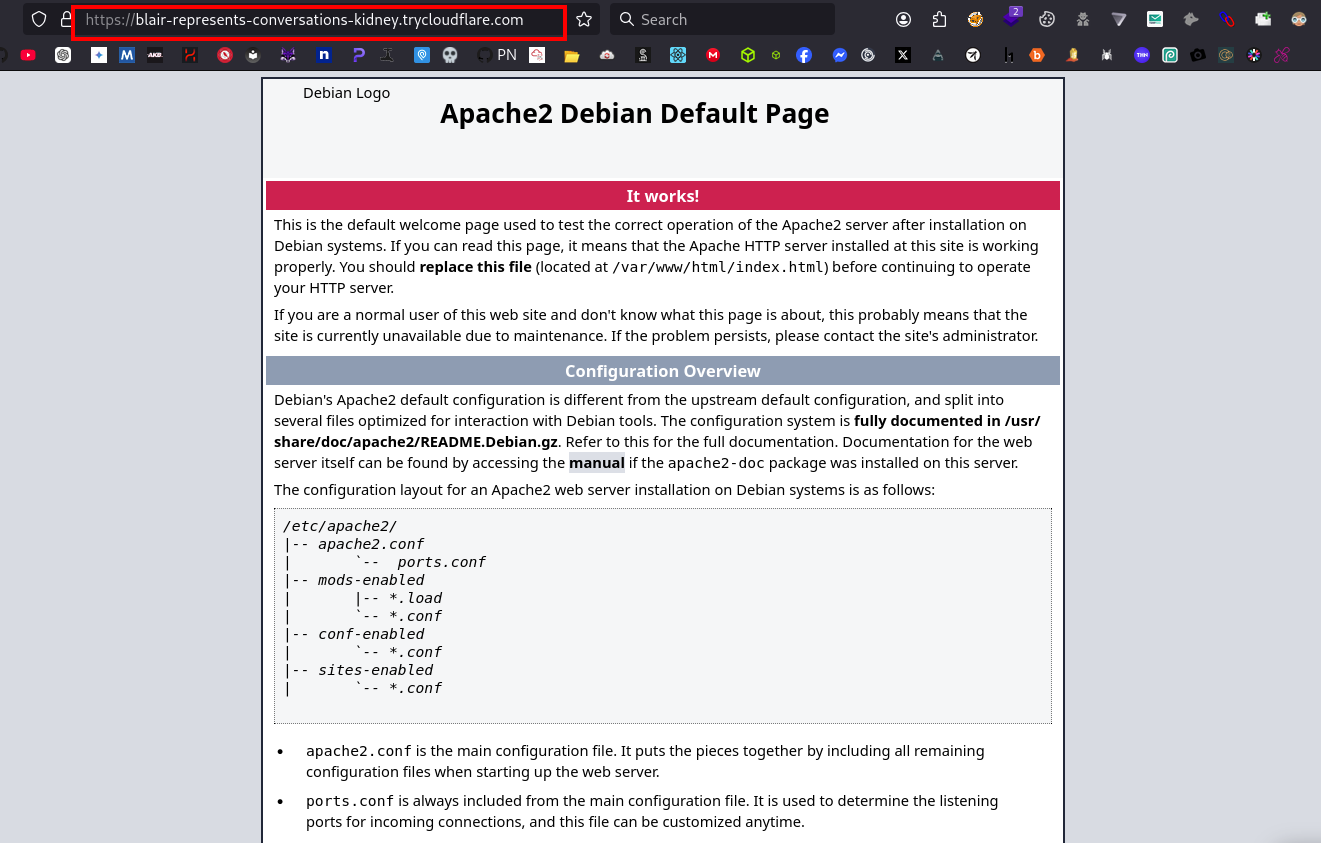 https://blair-represents-conversations-kidney.trycloudflare.com
Search
2
PN
Debian Logo
Apache2 Debian Default Page
It works!
This is the default welcome page used to test the correct operation of the Apache2 server after installation on
Debian systems. If you can read this page, it means that the Apache HTTP server installed at this site is working
properly. You should replace this file (located at /var/www/html/index.html) before continuing to operate
your HTTP server.
If you are a normal user of this web site and don't know what this page is about, this probably means that the
site is currently unavailable due to maintenance. If the problem persists, please contact the site's administrator.
Configuration Overview
Debian's Apache2 default configuration is different from the upstream default configuration, and split into
several files optimized for interaction with Debian tools. The configuration system is fully documented in /usr/
share/doc/apache2/README.Debian.gz. Refer to this for the full documentation. Documentation for the web
server itself can be found by accessing the manual if the apache2-doc package was installed on this server.
The configuration layout for an Apache2 web server installation on Debian systems is as follows:
/etc/apache2/
|-- apache2.conf
|       `--  ports.conf
|-- mods-enabled
|       |-- *.load
|       `-- *.conf
|-- conf-enabled
|       `-- *.conf
|-- sites-enabled
|       `-- *.conf
• apache2.conf is the main configuration file. It puts the pieces together by including all remaining
configuration files when starting up the web server.
• ports.conf is always included from the main configuration file. It is used to determine the listening
ports for incoming connections, and this file can be customized anytime.